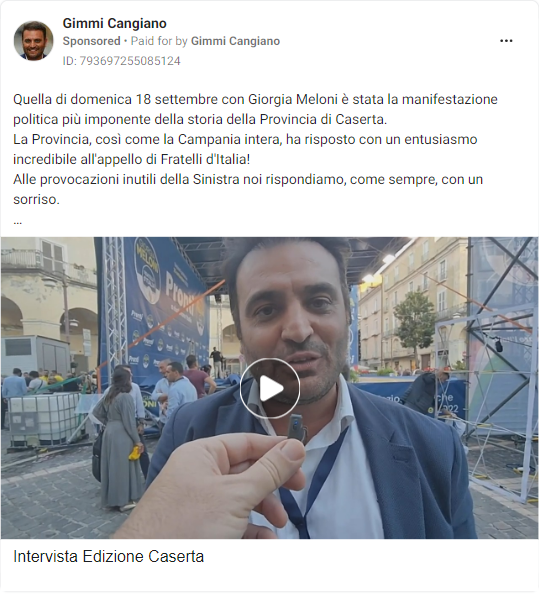 Gimmi Cangiano
Sponsored • Paid for by Gimmi Cangiano
ID: 793697255085124
Quella di domenica 18 settembre con Giorgia Meloni è stata la manifestazione
politica più imponente della storia della Provincia di Caserta.
La Provincia, così come la Campania intera, ha risposto con un entusiasmo
incredibile all'appello di Fratelli d'Italia!
Alle provocazioni inutili della Sinistra noi rispondiamo, come sempre, con un
sorriso.
...
MELONI
Pronti
Intervista Edizione Caserta